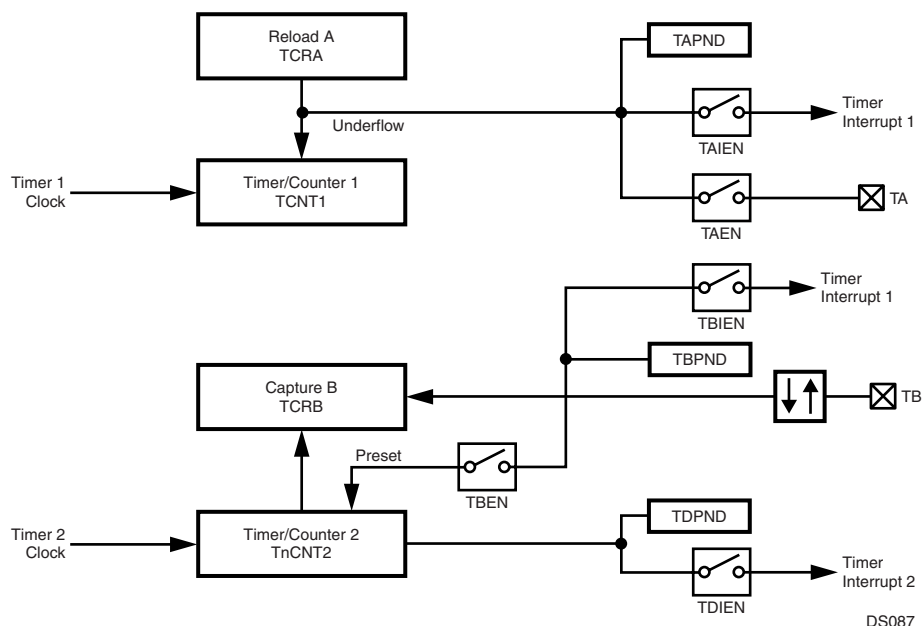 Reload A
TCRA
TAPND
Underflow
Timer
Interrupt 1
TAIEN
Timer 1
Clock
Timer/Counter 1
TCNT1
TA
TAEN
Timer
Interrupt 1
TBIEN
TBPND
Capture B
TCRB
TB
Preset
TBEN
TDPND
Timer 2
Clock
Timer/Counter 2
TnCNT2
Timer
Interrupt 2
TDIEN
DS087